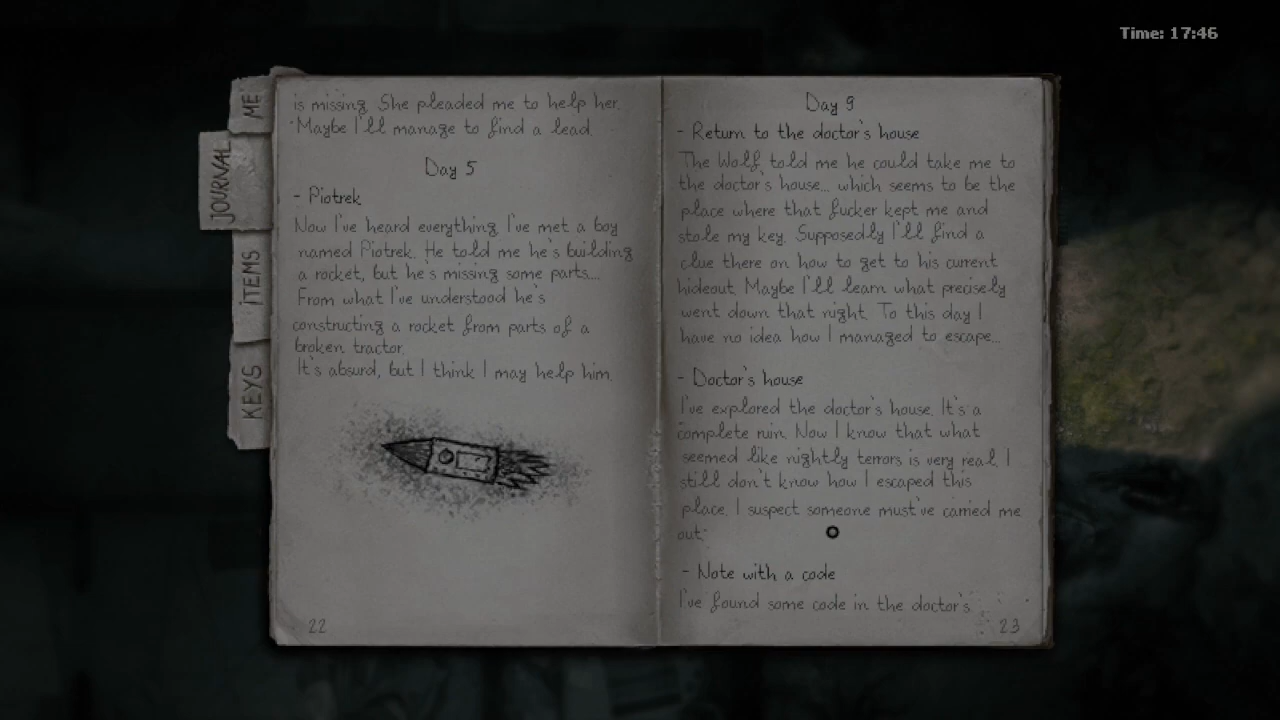 Time: 17:46
ME
JOURNAL
ITEMS
KEYS
is missing. She pleaded me to help her.
Maybe I'll manage to find a lead.
Day 5
- Piotrek
Now I've heard everything. I've met a boy
named Piotrek. He told me he's building
a rocket, but he's missing some parts...
From what I've understood he's
constructing a rocket from parts of a
broken tractor.
It's absurd, but I think I may help him.
22
Day 9
- Return to the doctor's house
The Wolf told me he could take me to
the doctor's house... which seems to be the
place where that fucker kept me and
stole my key. Supposedly I'll find a
clue there on how to get to his current
hideout. Maybe I'll learn what precisely
went down that night. To this day I
have no idea how I managed to escape...
- Doctor's house
I've explored the doctor's house. It's a
complete ruin. Now I know that what
seemed like nightly terrors is very real. I
still don't know how I escaped this
place. I suspect someone must've carried me
out.
- Note with a code
I've found some code in the doctor's
23